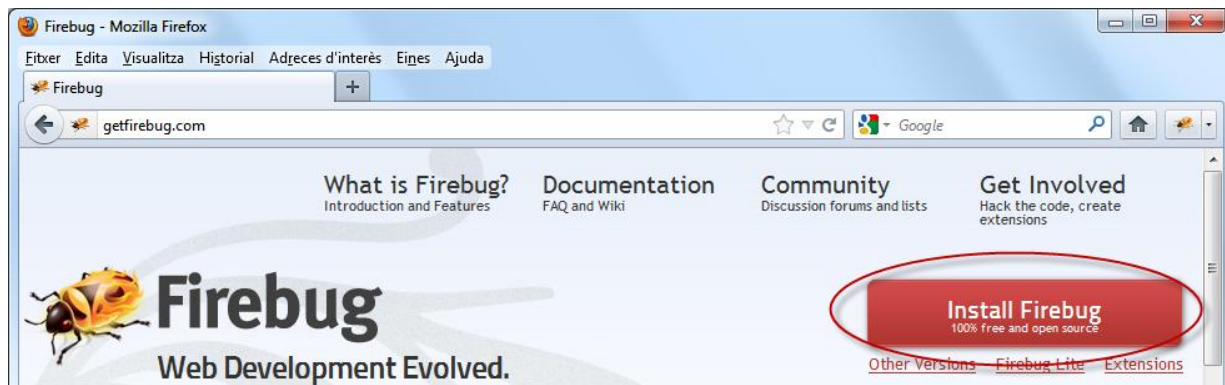 Firebug - Mozilla Firefox
Fitxer Edita Visualitza Historial Adreces d'interès Eines Ajuda
Firebug
getfirebug.com
Google
What is Firebug?
Introduction and Features
Documentation
FAQ and Wiki
Community
Discussion forums and lists
Get Involved
Hack the code, create
extensions
Firebug
Web Development Evolved.
Install Firebug
100% free and open source
Other Versions Firebug Lite Extensions